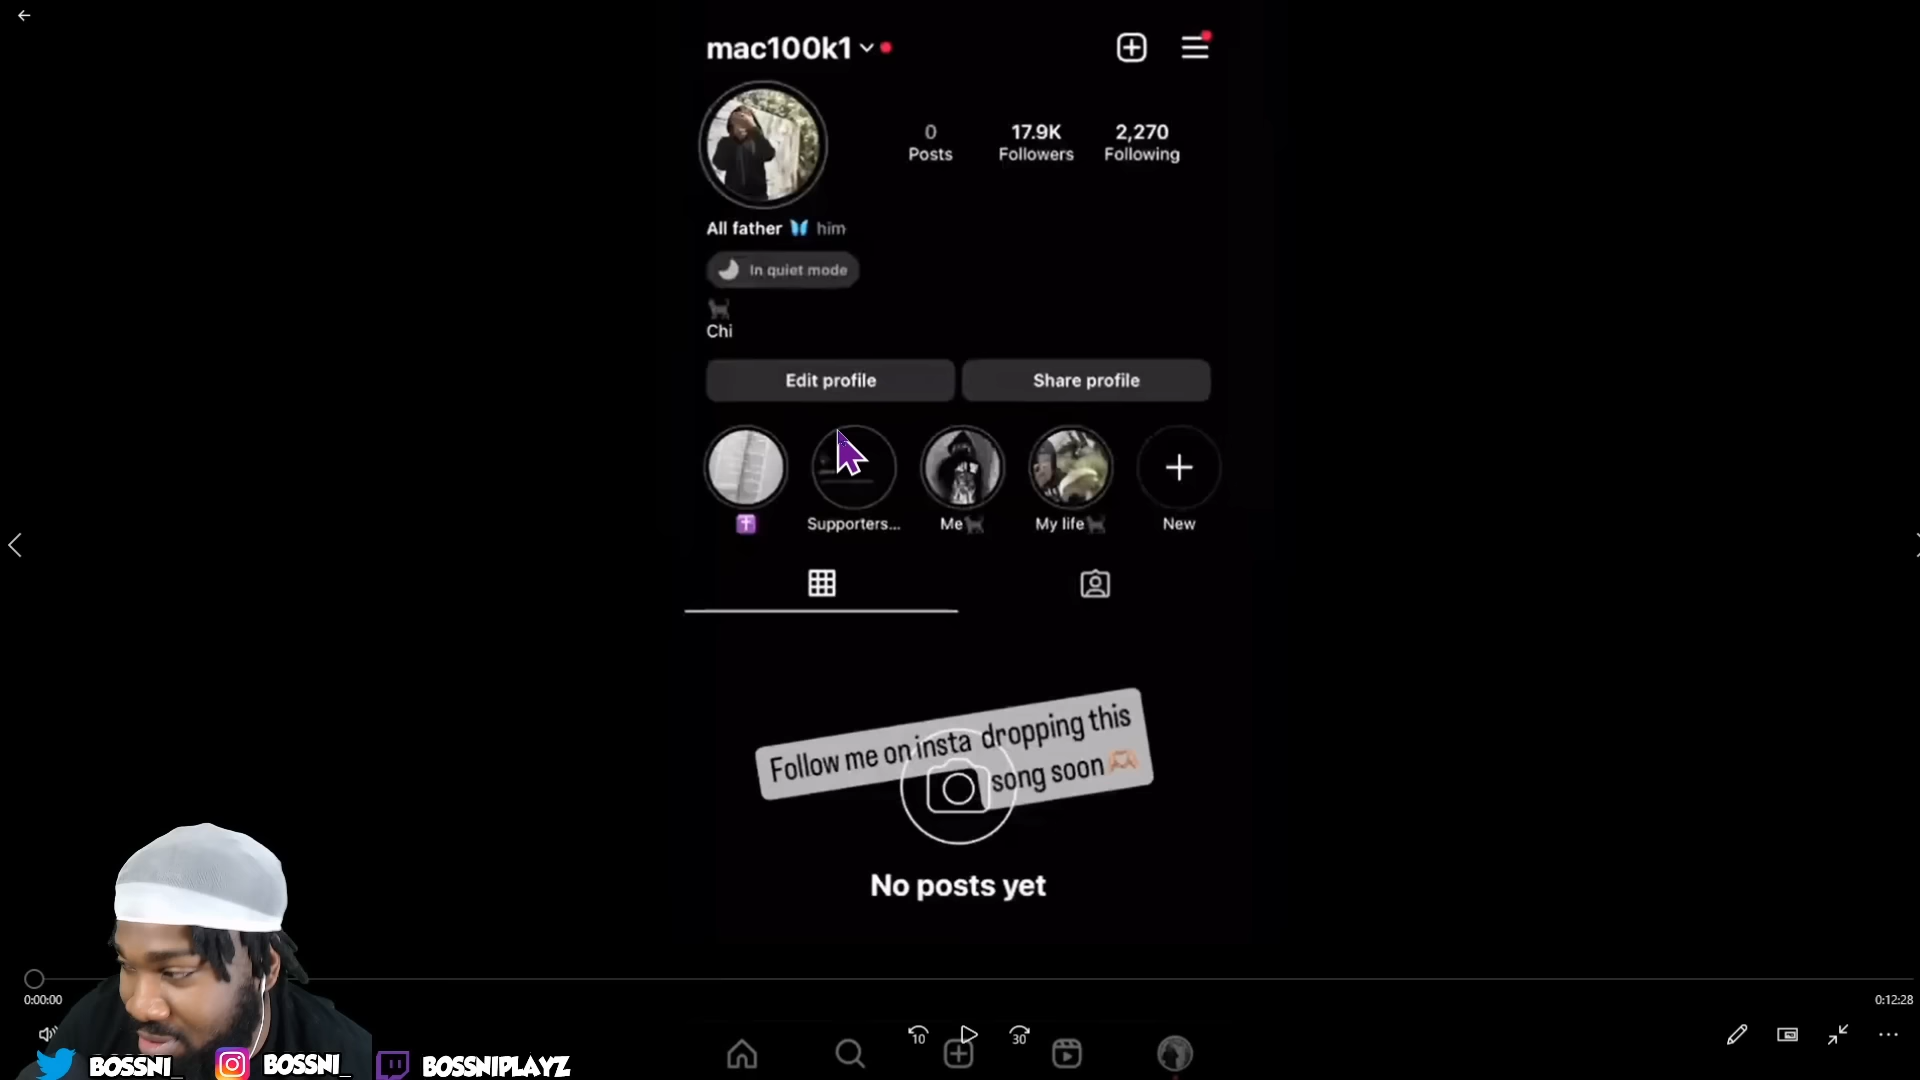 mac100k1
0
Posts
17.9K
Followers
2,270
Following
All father 🦋 him
In quiet mode
🐈‍⬛
Chi
Edit profile
Share profile
✝️
Supporters...
Me🐈‍⬛
My life🐈‍⬛
New
Follow me on insta dropping this
song soon🫶🏻
No posts yet
0:00:00
0:12:28
10
30
BOSSNI_
BOSSNI_
BOSSNIPLAYZ